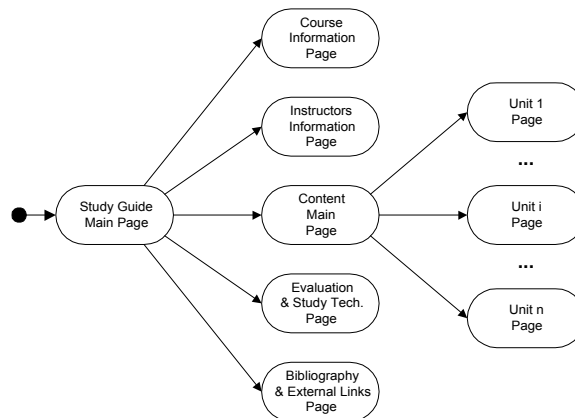 Course
Information
Page
Instructors
Information
Page
Study Guide
Main Page
Content
Main
Page
Evaluation
& Study Tech.
Page
Bibliography
& External Links
Page
Unit 1
Page
...
Unit i
Page
...
Unit n
Page